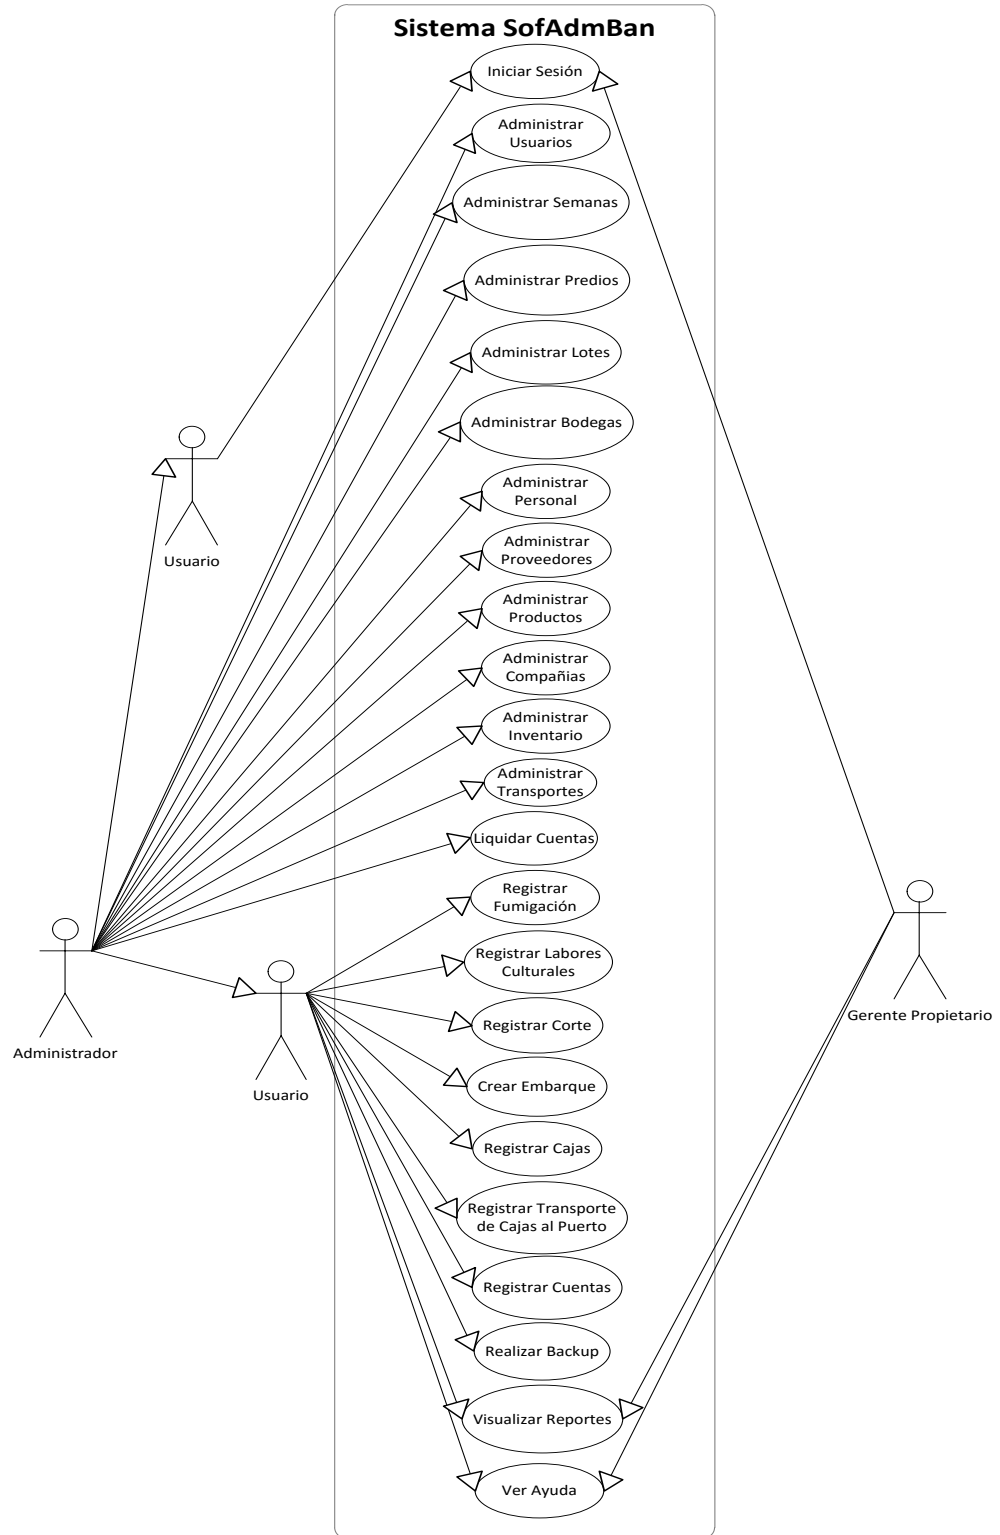 Sistema SofAdmBan
Iniciar Sesión
Administrar
Usuarios
Administrar Semanas
Administrar Predios
Administrar Lotes
Administrar Bodegas
Administrar
Personal
Administrar
Proveedores
Administrar
Productos
Administrar
Compañias
Administrar
Inventario
Administrar
Transportes
Liquidar Cuentas
Registrar
Fumigación
Registrar Labores
Culturales
Registrar Corte
Crear Embarque
Registrar Cajas
Registrar Transporte
de Cajas al Puerto
Registrar Cuentas
Realizar Backup
Visualizar Reportes
Ver Ayuda
Usuario
Administrador
Usuario
Gerente Propietario